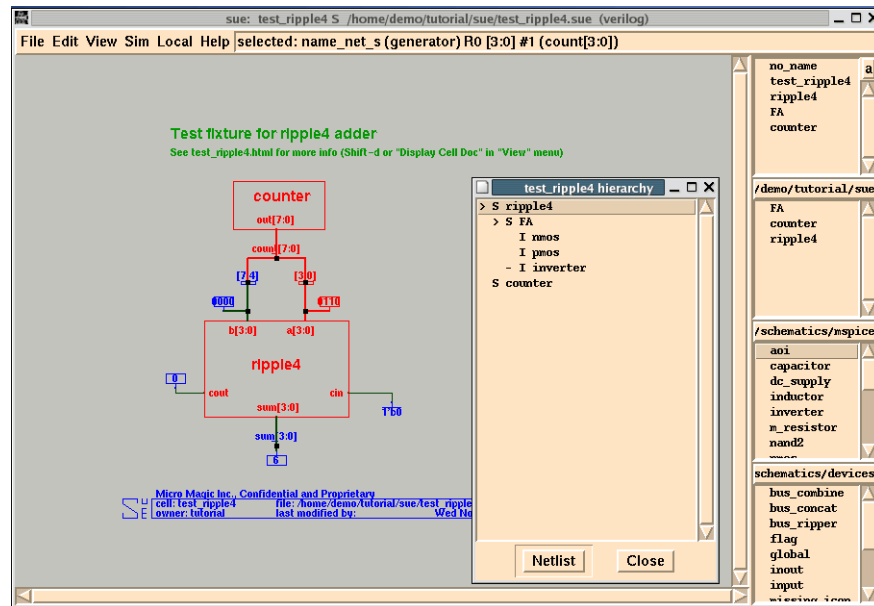 sue: test_ripple4 S /home/demo/tutorial/sue/test_ripple4.sue (verilog)
File Edit View Sim Local Help selected: name_net_s (generator) R0 [3:0] #1 (count[3:0])
Test fixture for ripple4 adder
See test_ripple4.html for more info (Shift-d or "Display Cell Doc" in "View" menu)
counter
out[7:0]
count[7:0]
[7:4]
[3:0]
0000
0110
b[3:0]
a[3:0]
ripple4
0
cout
cin
1'b0
sum[3:0]
sum[3:0]
6
Micro Magic Inc., Confidential and Proprietary
cell: test_ripple4 file: /home/demo/tutorial/sue/test_ripple
owner: tutorial last modified by: Wed No
SUE
test_ripple4 hierarchy
> S ripple4
> S FA
I nmos
I pmos
- I inverter
S counter
Netlist
Close
no_name
test_ripple4
ripple4
FA
counter
a
/demo/tutorial/sue
FA
counter
ripple4
/schematics/mspice
aoi
capacitor
dc_supply
inductor
inverter
m_resistor
nand2
schematics/devices
bus_combine
bus_concat
bus_ripper
flag
global
inout
input
missing_icon